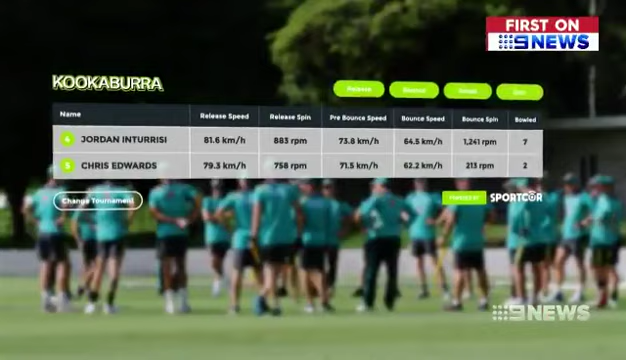 FIRST ON
9NEWS
KOOKABURRA
Release
Name Release Speed Release Spin Pre Bounce Speed Bounce Speed Bounce Spin Bowled
4 JORDAN INTURRISI 81.6 km/h 883 rpm 73.8 km/h 64.5 km/h 1,241 rpm 7
5 CHRIS EDWARDS 79.3 km/h 758 rpm 71.5 km/h 62.2 km/h 213 rpm 2
Change Tournament
POWERED BY SPORTCOR
9NEWS